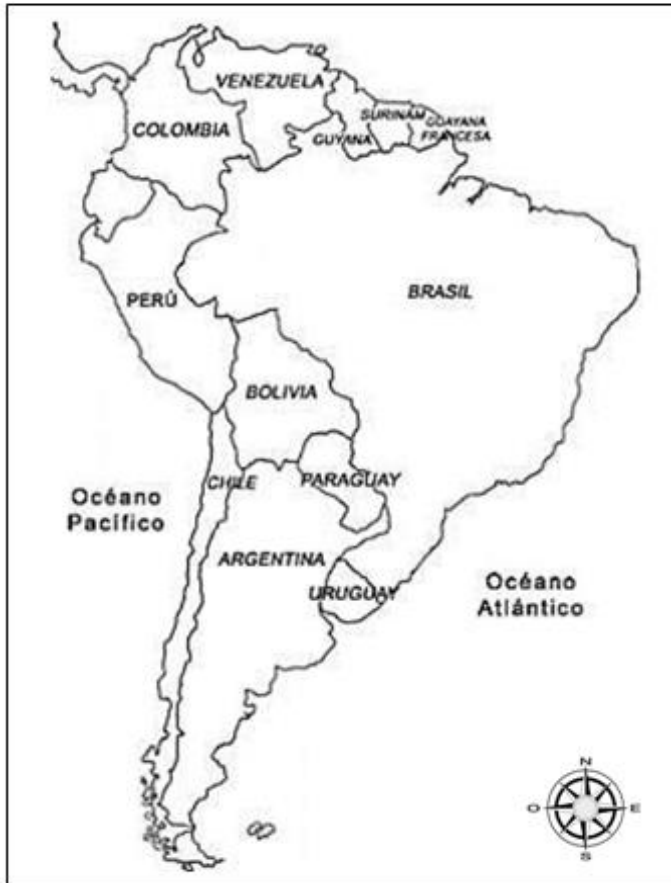 VENEZUELA
COLOMBIA
GUYANA
SURINAM
GUAYANA
FRANCESA
PERÚ
BRASIL
BOLIVIA
CHILE
PARAGUAY
Océano
Pacífico
ARGENTINA
URUGUAY
Océano
Atlántico
N
O
E
S